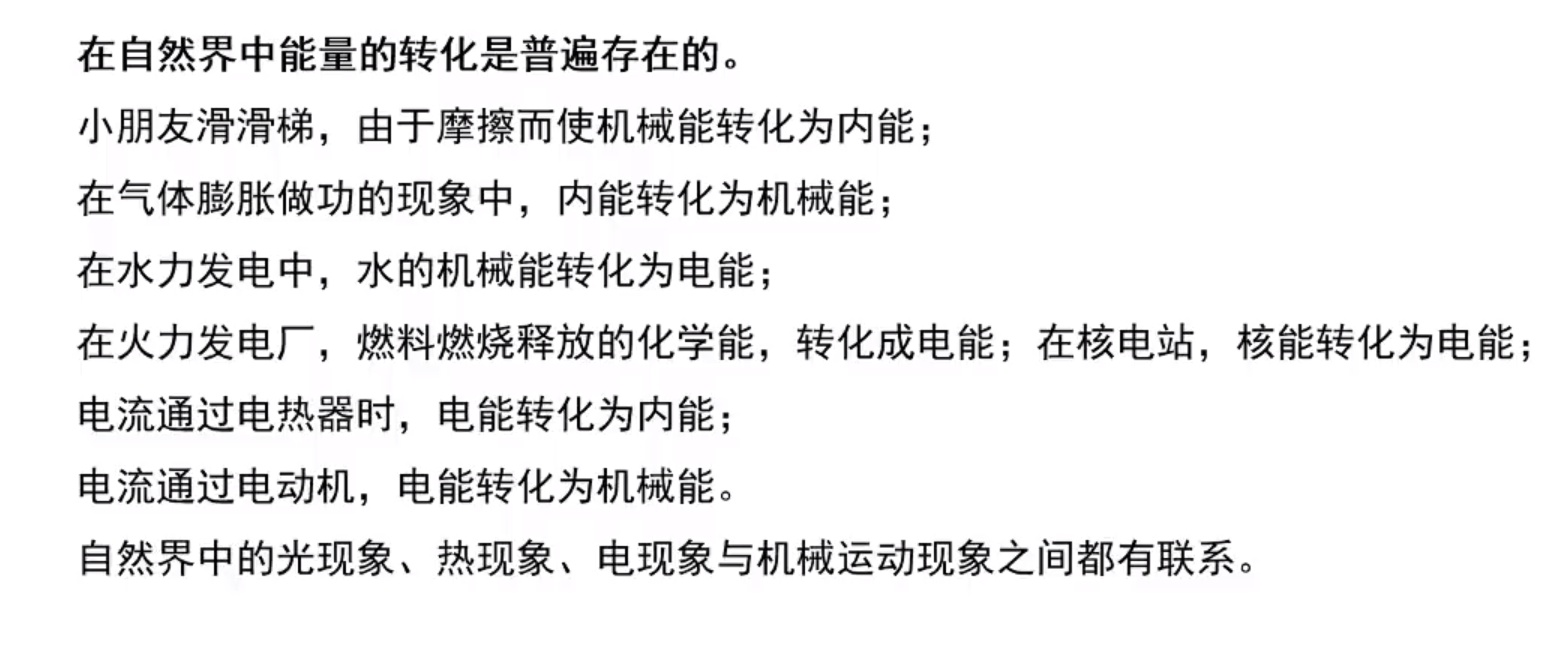 在自然界中能量的转化是普遍存在的。
小朋友滑滑梯，由于摩擦而使机械能转化为内能；
在气体膨胀做功的现象中，内能转化为机械能；
在水力发电中，水的机械能转化为电能；
在火力发电厂，燃料燃烧释放的化学能，转化成电能；在核电站，核能转化为电能；
电流通过电热器时，电能转化为内能；
电流通过电动机，电能转化为机械能。
自然界中的光现象、热现象、电现象与机械运动现象之间都有联系。